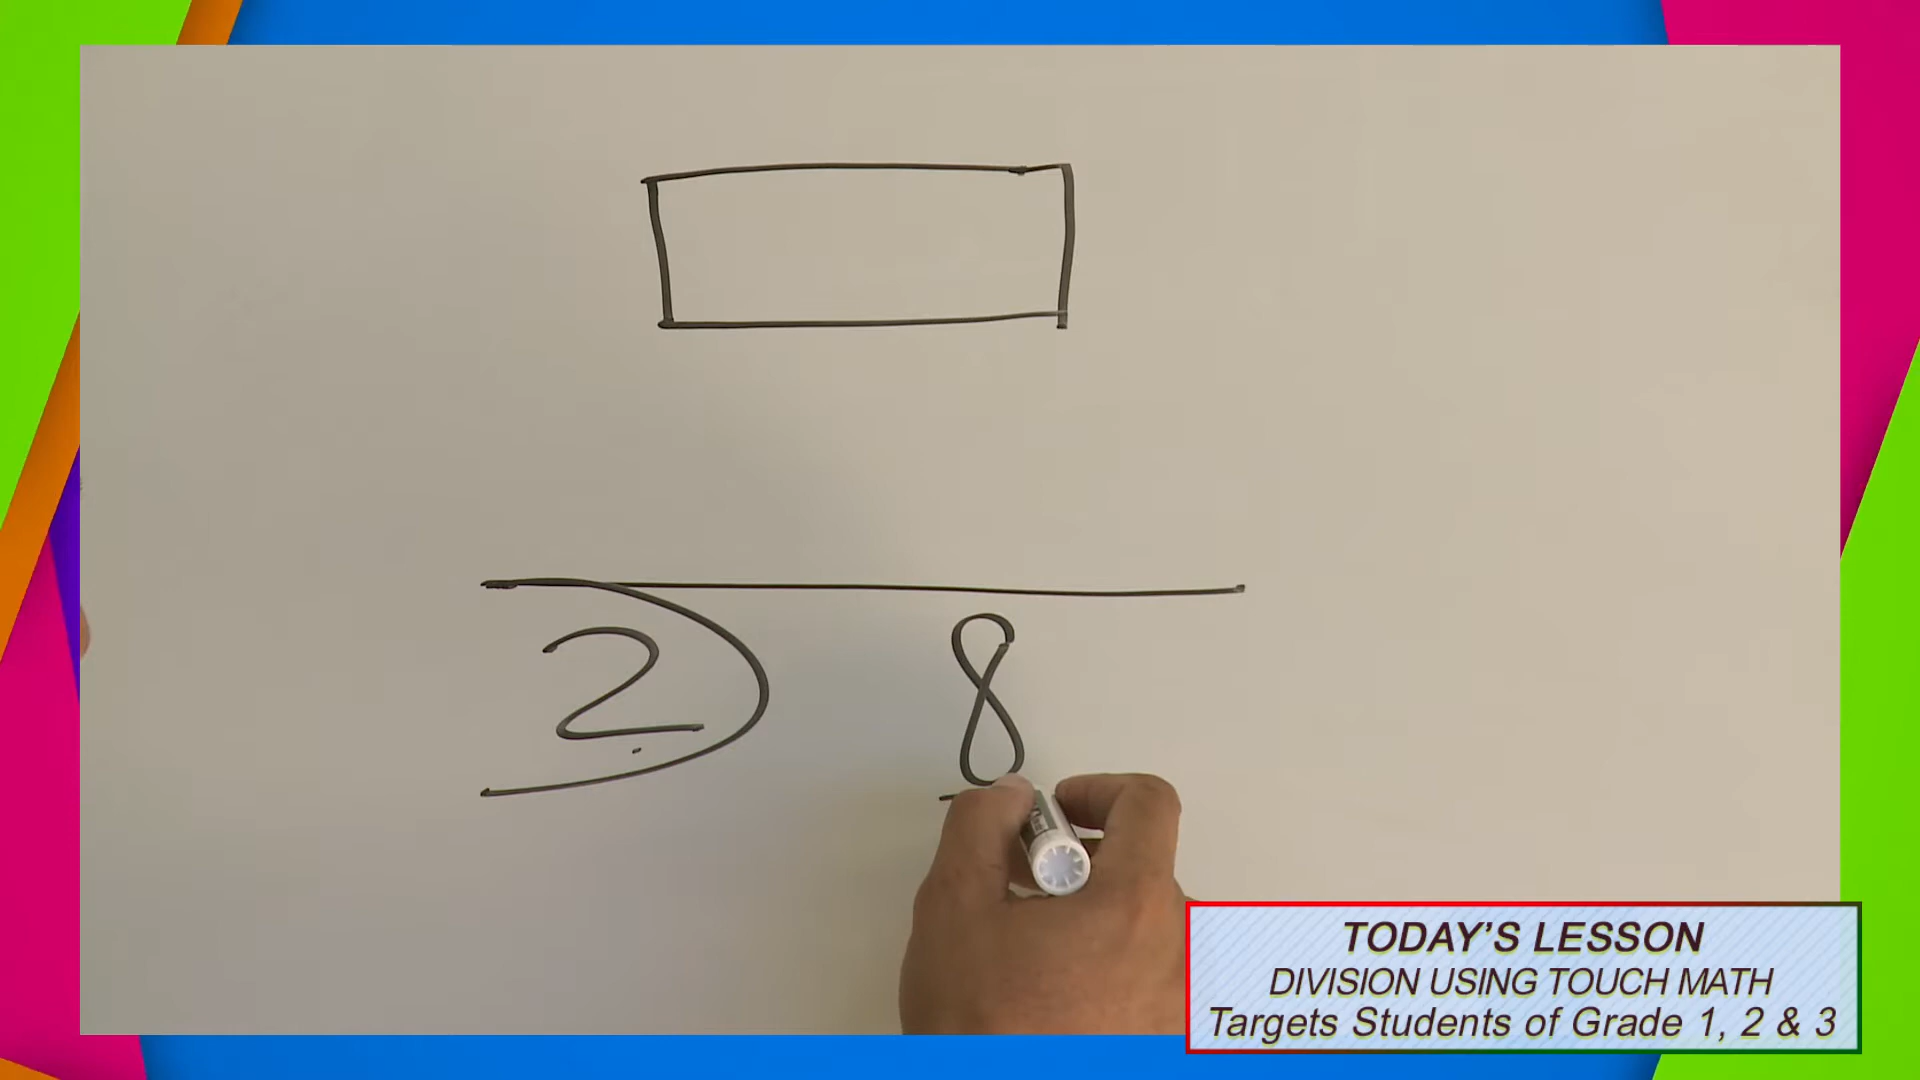 2 8
TODAY'S LESSON
DIVISION USING TOUCH MATH
Targets Students of Grade 1, 2 & 3